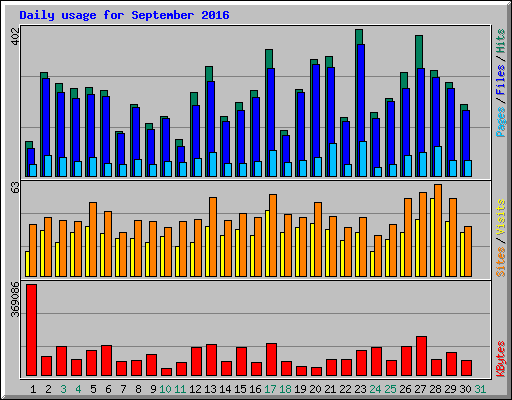 Daily usage for September 2016
402
Pages / Files / Hits
63
Sites / Visits
369086
KBytes
1 2 3 4 5 6 7 8 9 10 11 12 13 14 15 16 17 18 19 20 21 22 23 24 25 26 27 28 29 30 31